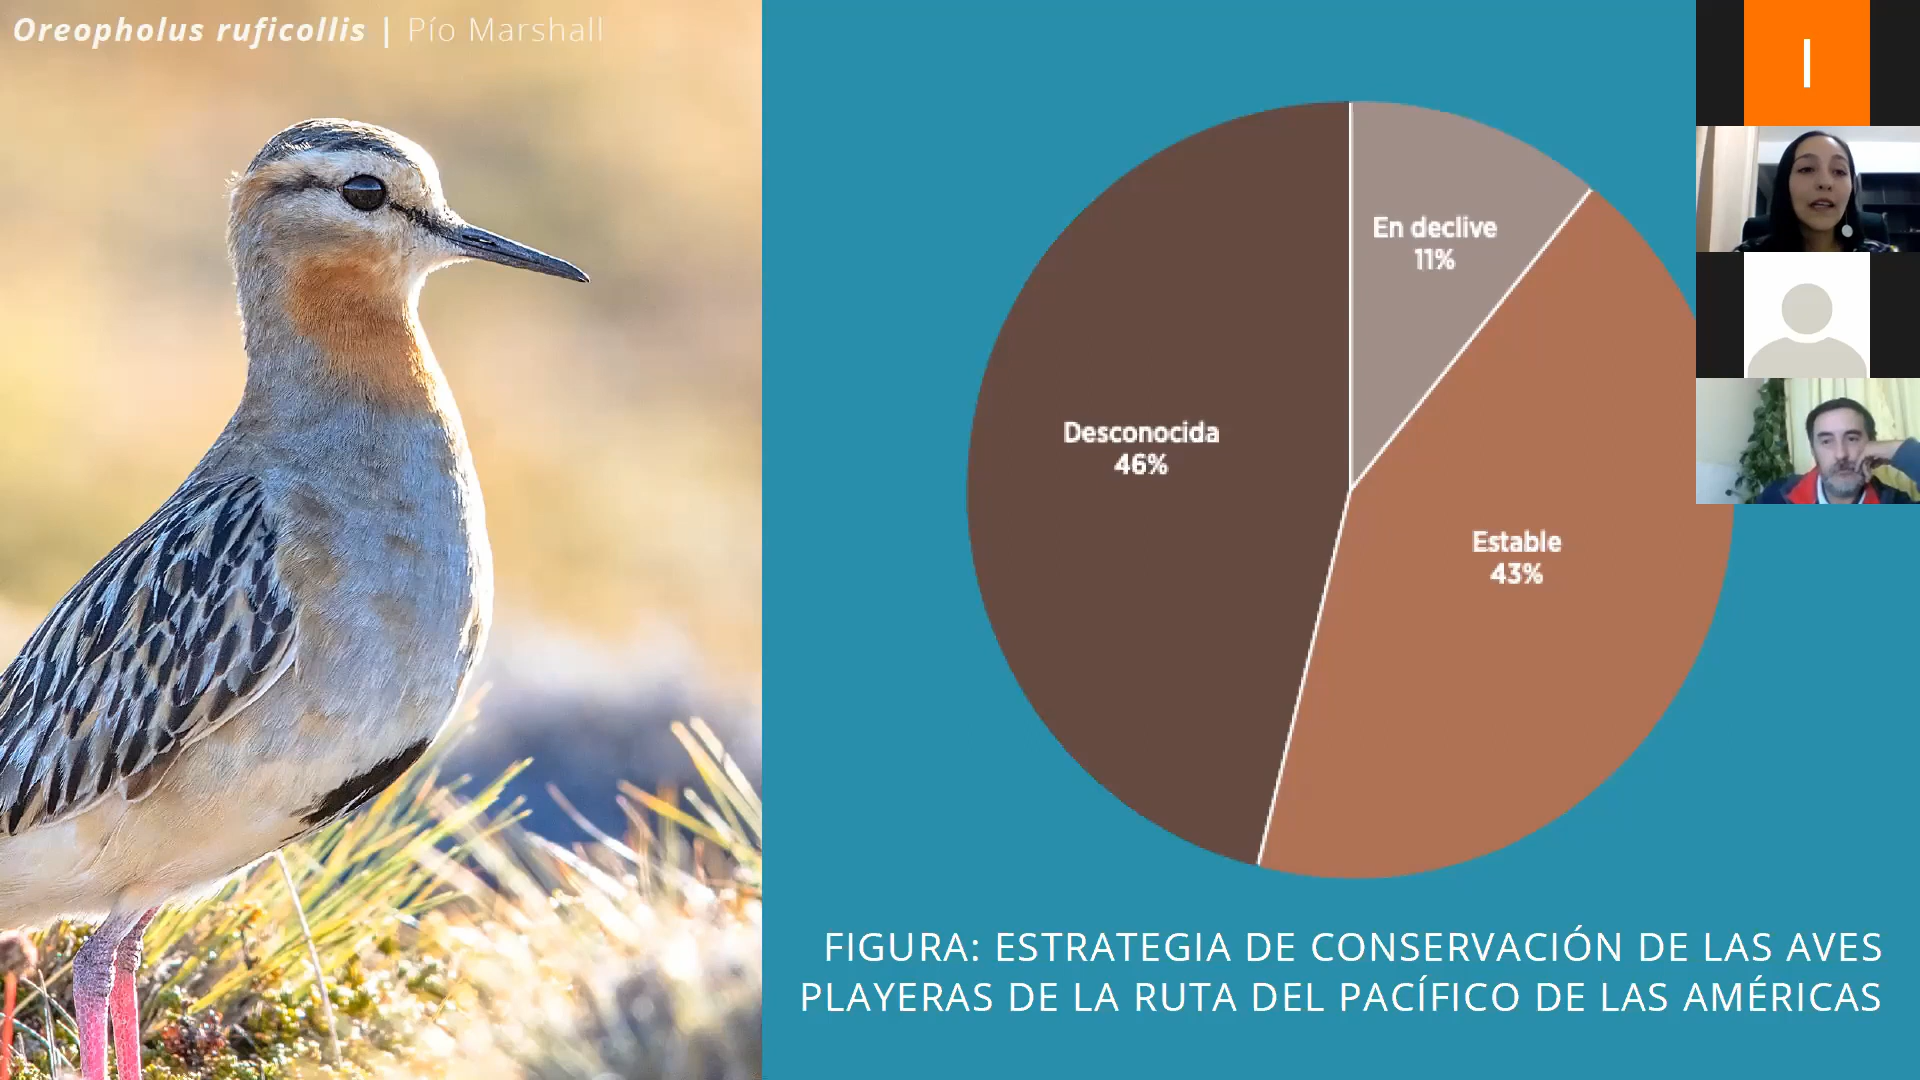 Oreopholus ruficollis | Pío Marshall
I
En declive
11%
Desconocida
46%
Estable
43%
FIGURA: ESTRATEGIA DE CONSERVACIÓN DE LAS AVES
PLAYERAS DE LA RUTA DEL PACÍFICO DE LAS AMÉRICAS